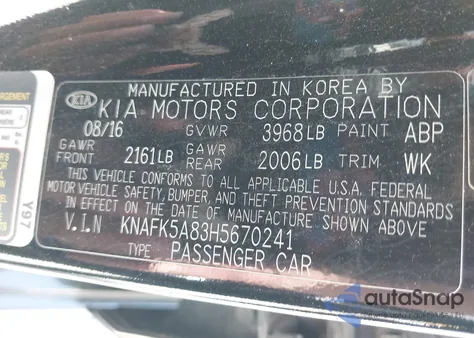 MANUFACTURED IN KOREA BY
KIA KIA MOTORS CORPORATION
08/16 GVWR 3968LB PAINT ABP
GAWR FRONT 2161LB GAWR REAR 2006LB TRIM WK
THIS VEHICLE CONFORMS TO ALL APPLICABLE U.S.A. FEDERAL
MOTOR VEHICLE SAFETY, BUMPER, AND THEFT PREVENTION STANDARDS
IN EFFECT ON THE DATE OF MANUFACTURE SHOWN ABOVE
V.I.N KNAFK5A83H5670241
TYPE PASSENGER CAR
Y97
autoSnap